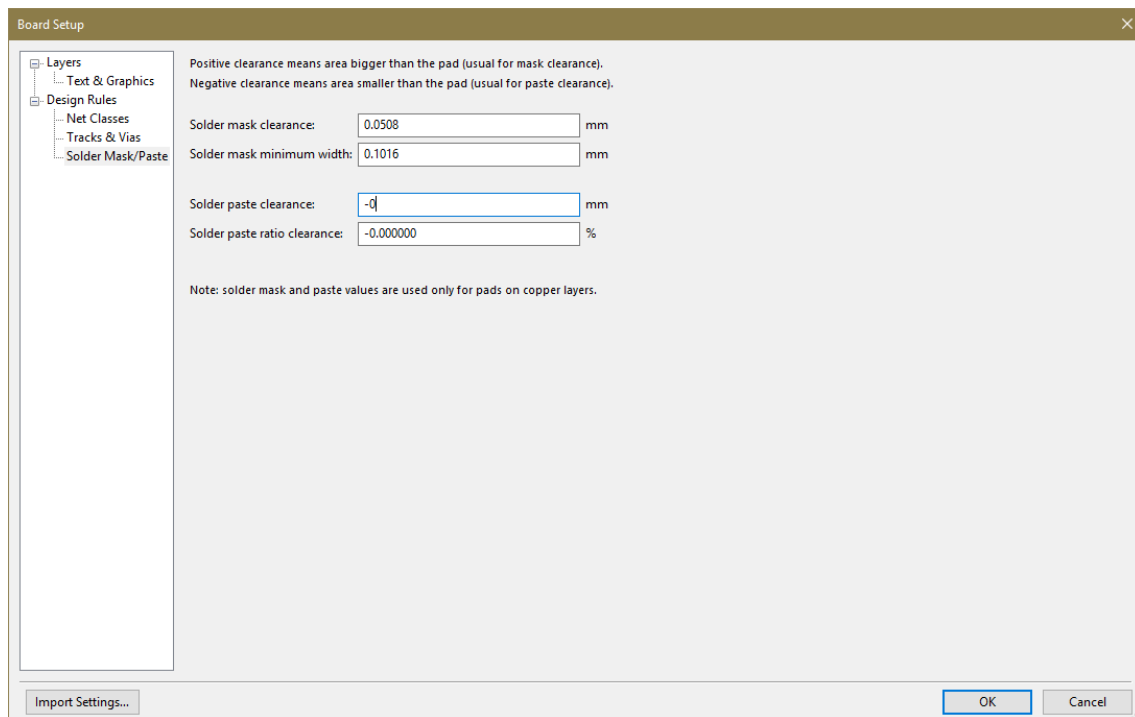 Board Setup
Layers
Text & Graphics
Design Rules
Net Classes
Tracks & Vias
Solder Mask/Paste
Positive clearance means area bigger than the pad (usual for mask clearance).
Negative clearance means area smaller than the pad (usual for paste clearance).
Solder mask clearance: 0.0508 mm
Solder mask minimum width: 0.1016 mm
Solder paste clearance: -0 mm
Solder paste ratio clearance: -0.000000 %
Note: solder mask and paste values are used only for pads on copper layers.
Import Settings... OK Cancel